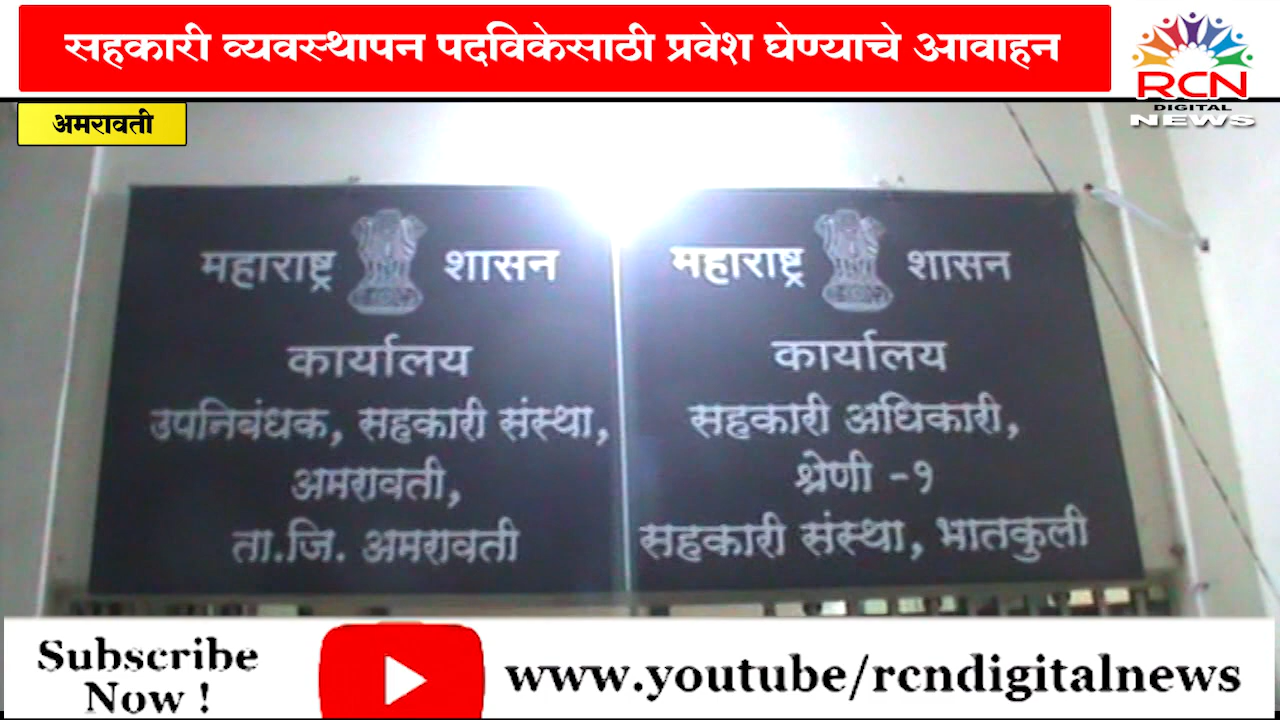 सहकारी व्यवस्थापन पदविकेसाठी प्रवेश घेण्याचे आवाहन
RCN
DIGITAL
NEWS
अमरावती
महाराष्ट्र शासन
कार्यालय
उपनिबंधक, सहकारी संस्था,
अमरावती,
ता.जि. अमरावती
महाराष्ट्र शासन
कार्यालय
सहकारी अधिकारी,
श्रेणी -१
सहकारी संस्था, भातकुली
Subscribe
Now !
www.youtube/rcndigitalnews